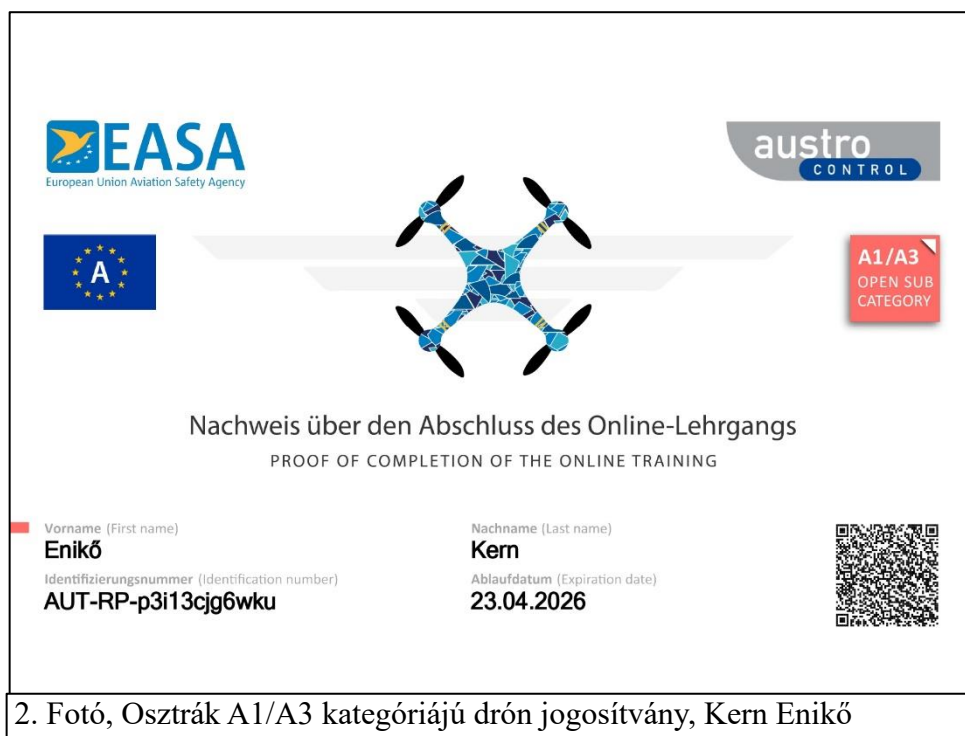 EASA
European Union Aviation Safety Agency
austro
CONTROL
A
A1/A3
OPEN SUB
CATEGORY
Nachweis über den Abschluss des Online-Lehrgangs
PROOF OF COMPLETION OF THE ONLINE TRAINING
Vorname (First name)
Enikő
Nachname (Last name)
Kern
Identifizierungsnummer (Identification number)
AUT-RP-p3i13cjg6wku
Ablaufdatum (Expiration date)
23.04.2026
2. Fotó, Osztrák A1/A3 kategóriájú drón jogosítvány, Kern Enikő